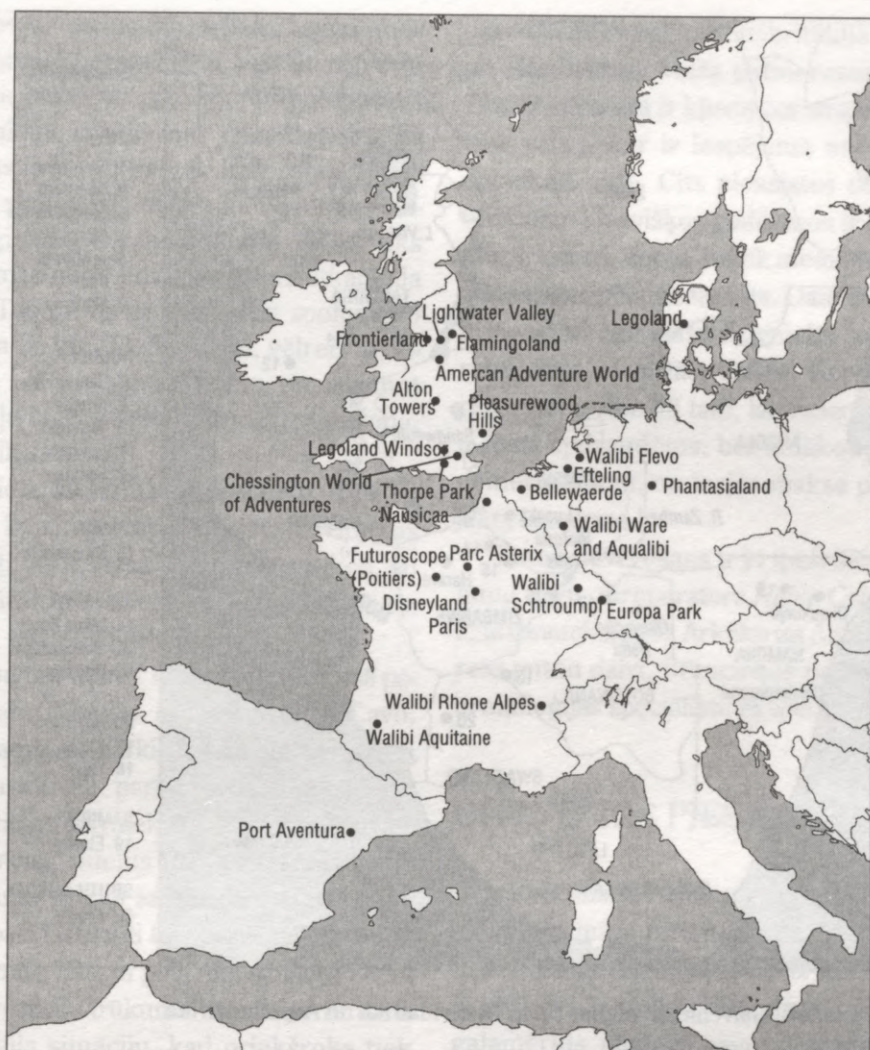 Lightwater Valley
Frontierland
Flamingoland
Legoland
Amercan Adventure World
Alton
Towers
Pleasurewood
Hills
Legoland Windsor
Walibi Flevo
Efteling
Chessington World
of Adventures
Thorpe Park
Bellewaerde
Phantasialand
Nausicaa
Walibi Ware
and Aqualibi
Futuroscope
(Poitiers)
Parc Asterix
Walibi
Schtroump
Disneyland
Paris
Europa Park
Walibi Rhone Alpes
Walibi Aquitaine
Port Aventura